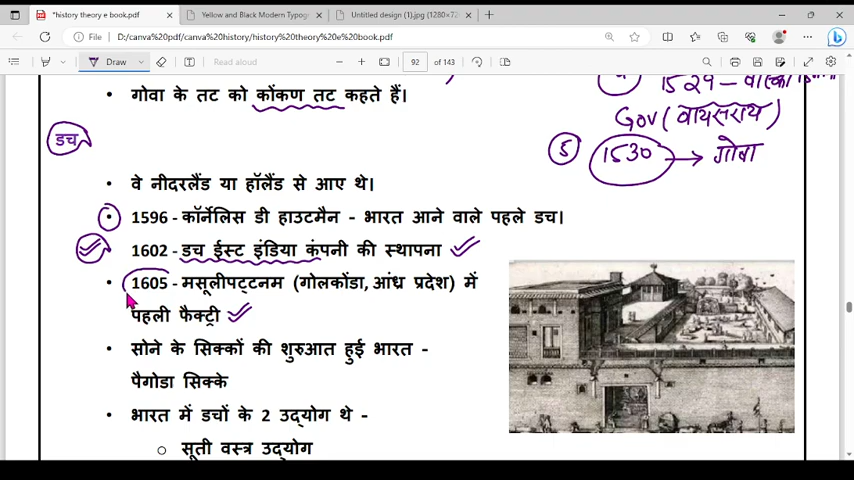 *history theory e book.pdf
Yellow and Black Modern Typog
Untitled design (1).jpg (1280×72
File
D:/canva%20pdf/canva%20history/history%20theory%20e%20book.pdf
Draw
Read aloud
92
of 143
गोवा के तट को कोंकण तट कहते हैं।
1529 -
Gov (वायसराय)
5
1530 → गोवा
डच
वे नीदरलैंड या हॉलैंड से आए थे।
1596 - कॉर्नेलिस डी हाउटमैन - भारत आने वाले पहले डच।
1602 - डच ईस्ट इंडिया कंपनी की स्थापना
1605 - मसूलीपट्टनम (गोलकोंडा, आंध्र प्रदेश) में
पहली फैक्ट्री
सोने के सिक्कों की शुरुआत हुई भारत -
पैगोडा सिक्के
भारत में डचों के 2 उद्योग थे -
सूती वस्त्र उद्योग